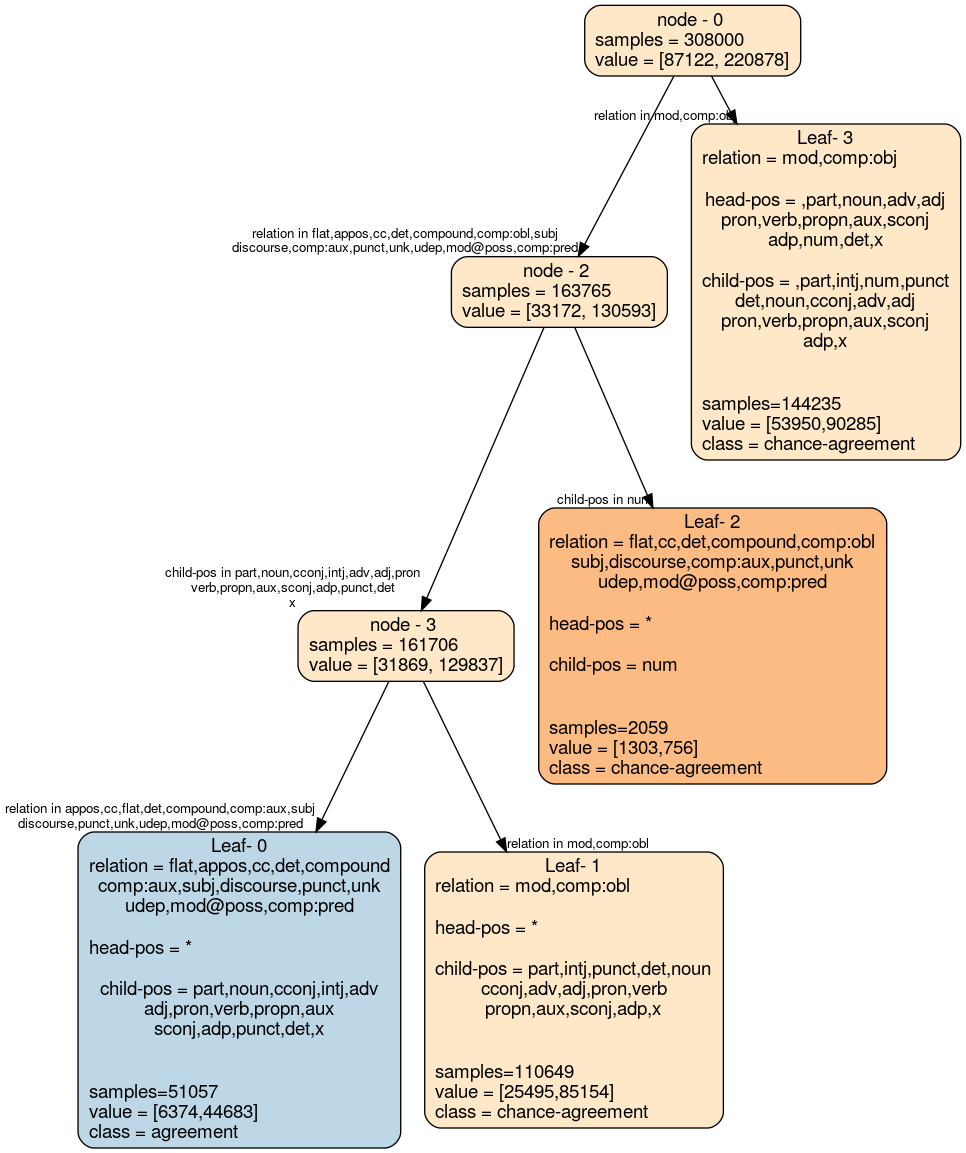 node - 0
samples = 308000
value = [87122, 220878]
relation in mod,comp:obj
Leaf- 3
relation = mod,comp:obj
head-pos = ,part,noun,adv,adj
pron,verb,propn,aux,sconj
adp,num,det,x
child-pos = ,part,intj,num,punct
det,noun,cconj,adv,adj
pron,verb,propn,aux,sconj
adp,x
samples=144235
value = [53950,90285]
class = chance-agreement
relation in flat,appos,cc,det,compound,comp:obl,subj
discourse,comp:aux,punct,unk,udep,mod@poss,comp:pred
node - 2
samples = 163765
value = [33172, 130593]
child-pos in num
Leaf- 2
relation = flat,cc,det,compound,comp:obl
subj,discourse,comp:aux,punct,unk
udep,mod@poss,comp:pred
head-pos = *
child-pos = num
samples=2059
value = [1303,756]
class = chance-agreement
child-pos in part,noun,cconj,intj,adv,adj,pron
verb,propn,aux,sconj,adp,punct,det
x
node - 3
samples = 161706
value = [31869, 129837]
relation in appos,cc,flat,det,compound,comp:aux,subj
discourse,punct,unk,udep,mod@poss,comp:pred
Leaf- 0
relation = flat,appos,cc,det,compound
comp:aux,subj,discourse,punct,unk
udep,mod@poss,comp:pred
head-pos = *
child-pos = part,noun,cconj,intj,adv
adj,pron,verb,propn,aux
sconj,adp,punct,det,x
samples=51057
value = [6374,44683]
class = agreement
relation in mod,comp:obl
Leaf- 1
relation = mod,comp:obl
head-pos = *
child-pos = part,intj,punct,det,noun
cconj,adv,adj,pron,verb
propn,aux,sconj,adp,x
samples=110649
value = [25495,85154]
class = chance-agreement